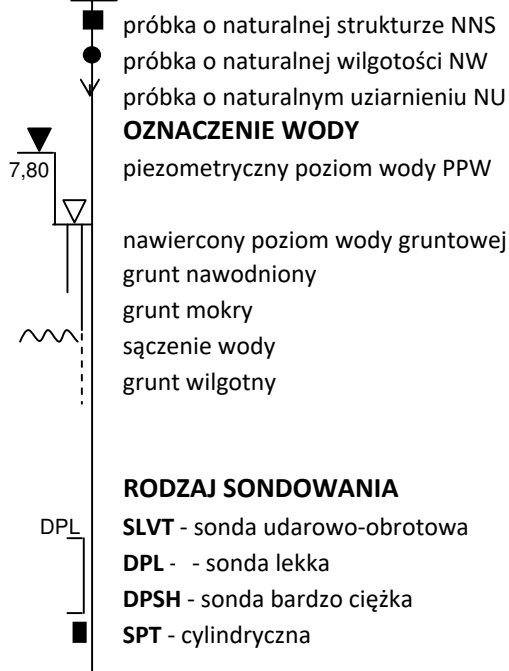 próbka o naturalnej strukturze NNS
próbka o naturalnej wilgotości NW
próbka o naturalnym uziarnieniu NU
OZNACZENIE WODY
7,80 piezometryczny poziom wody PPW
nawiercony poziom wody gruntowej
grunt nawodniony
grunt mokry
sączenie wody
grunt wilgotny
RODZAJ SONDOWANIA
DPL SLVT - sonda udarowo-obrotowa
DPL - - sonda lekka
DPSH - sonda bardzo ciężka
SPT - cylindryczna